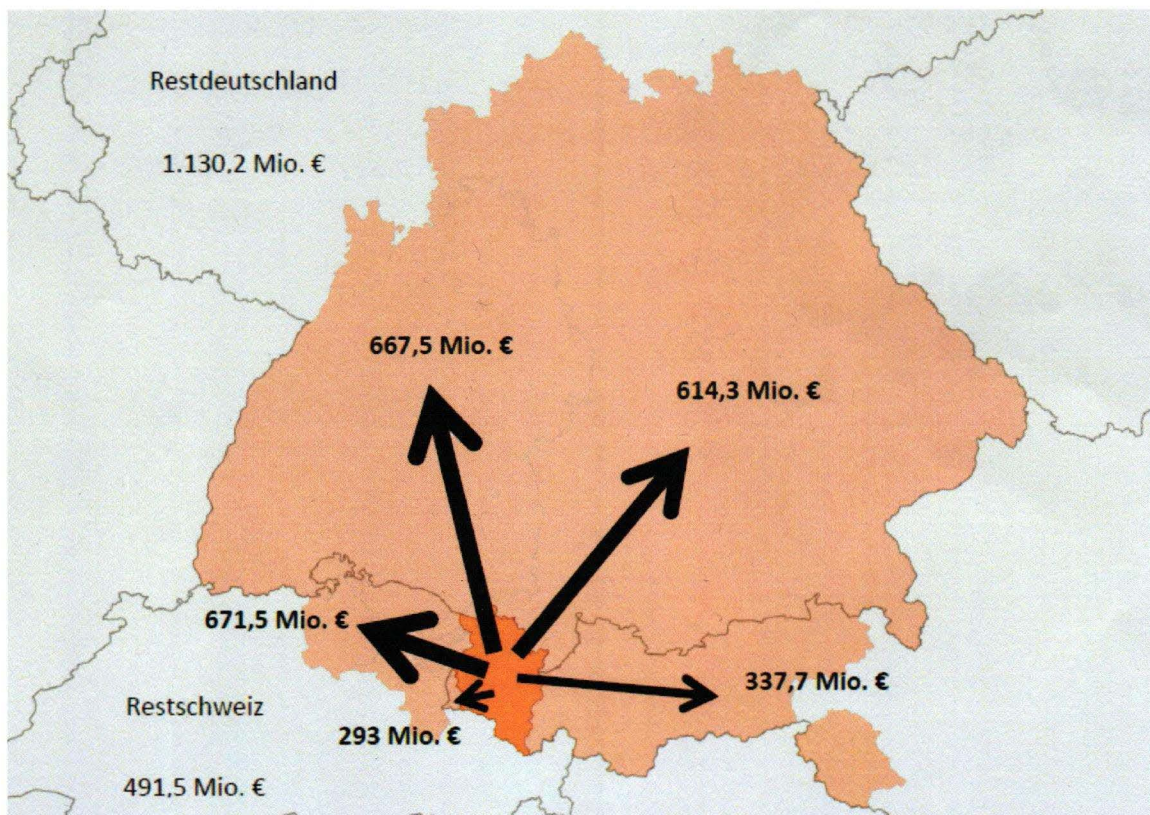 Restdeutschland
1.130,2 Mio. €
667,5 Mio. €
614,3 Mio. €
671,5 Mio. €
337,7 Mio. €
Restschweiz
293 Mio. €
491,5 Mio. €